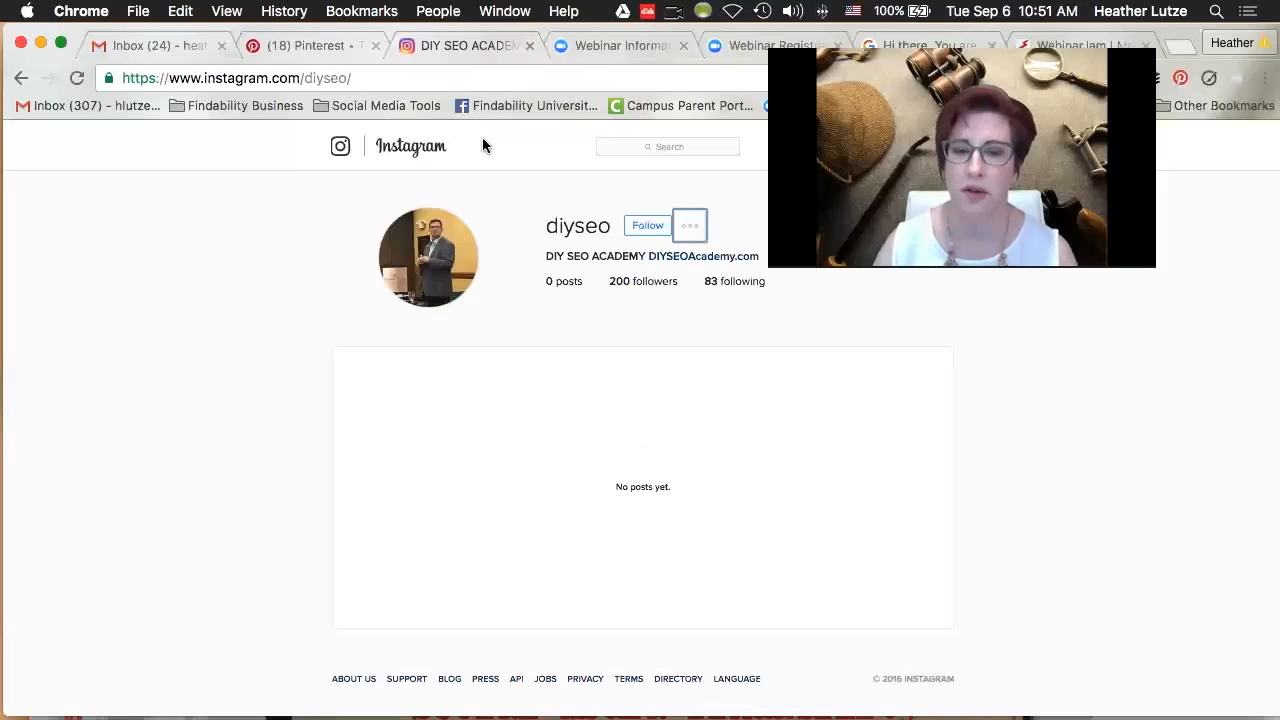 Chrome File Edit View History Bookmarks People Window Help 100% Tue Sep 6 10:51 AM Heather Lutze
Inbox (24) - heat (18) Pinterest DIY SEO ACADEM Webinar Informa Webinar Registra Hi there, You are WebinarJam | Me Heather
https://www.instagram.com/diyseo/
Inbox (307) - hlutze... Findability Business Social Media Tools Findability Universit... Campus Parent Port... Other Bookmarks
Instagram Search
diyseo Follow
DIY SEO ACADEMY DIYSEOAcademy.com
0 posts 200 followers 83 following
No posts yet.
ABOUT US SUPPORT BLOG PRESS API JOBS PRIVACY TERMS DIRECTORY LANGUAGE © 2016 INSTAGRAM